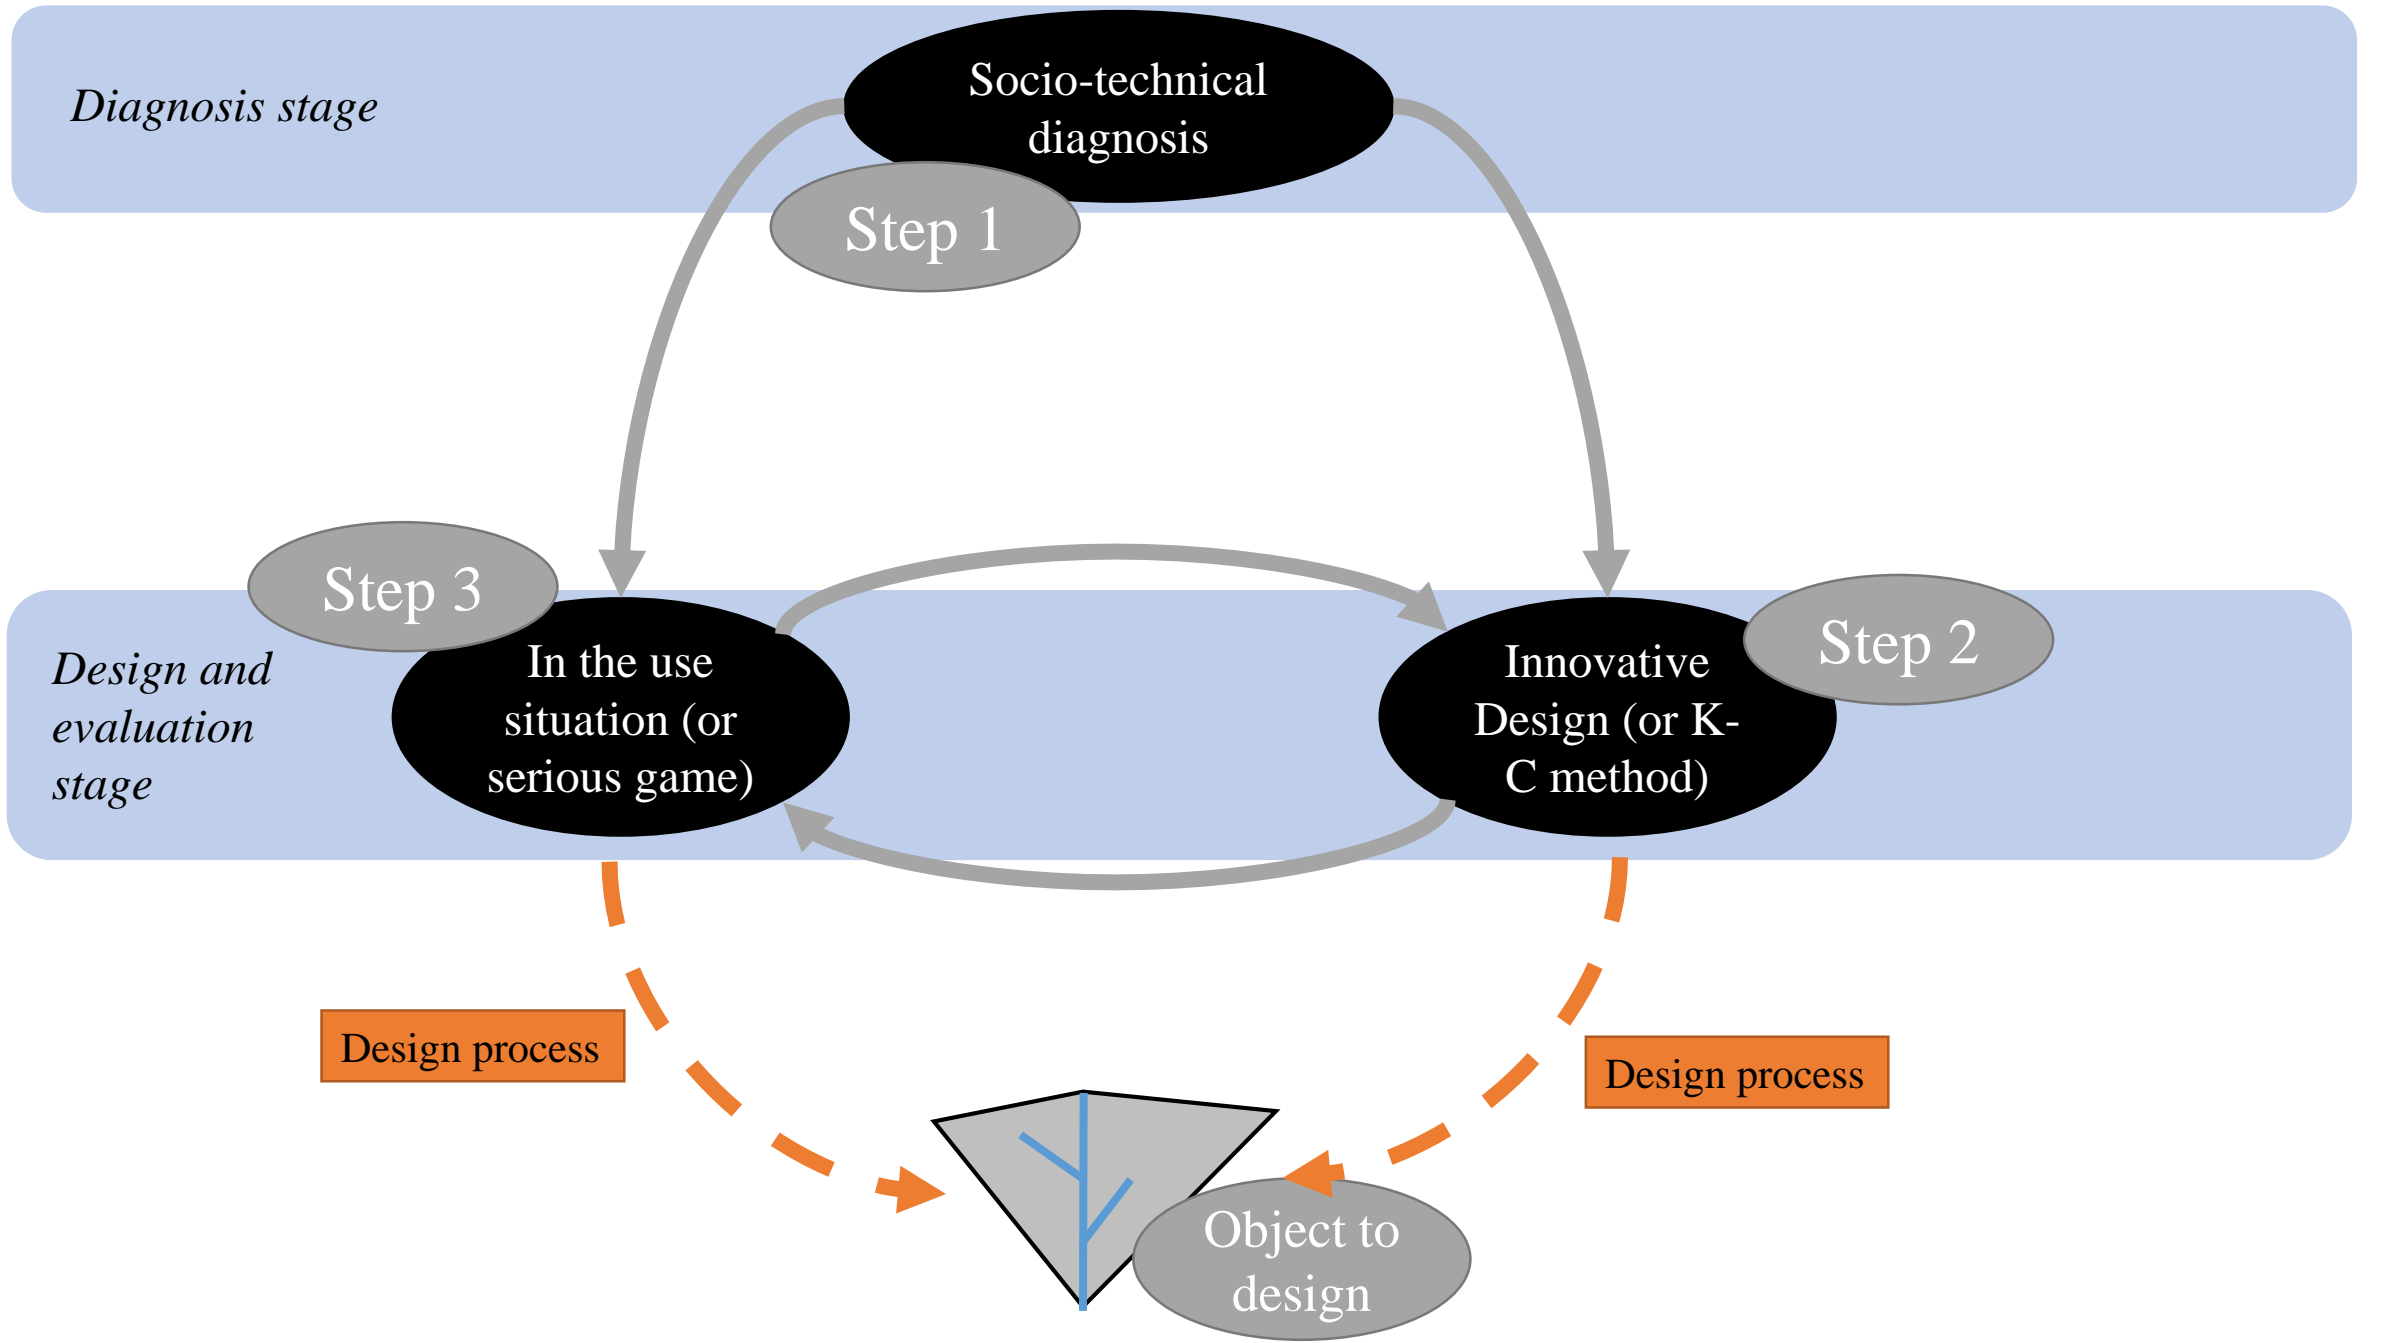 Diagnosis stage
Socio-technical
diagnosis
Step 1
Step 3
Step 2
Design and
evaluation
stage
In the use
situation (or
serious game)
Innovative
Design (or K-
C method)
Design process
Design process
Object to
design